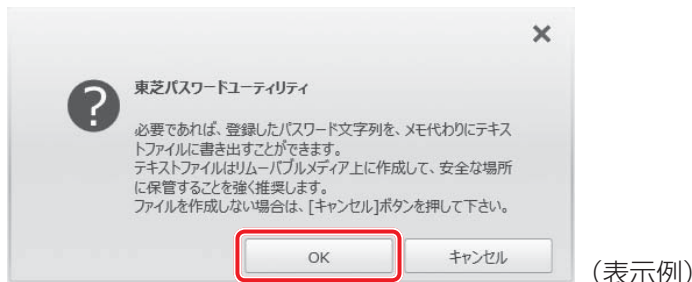 東芝パスワードユーティリティ
必要であれば、登録したパスワード文字列を、メモ代わりにテキス
トファイルに書き出すことができます。
テキストファイルはリムーバブルメディア上に作成して、安全な場所
に保管することを強く推奨します。
ファイルを作成しない場合は、[キャンセル]ボタンを押して下さい。
OK キャンセル
（表示例）